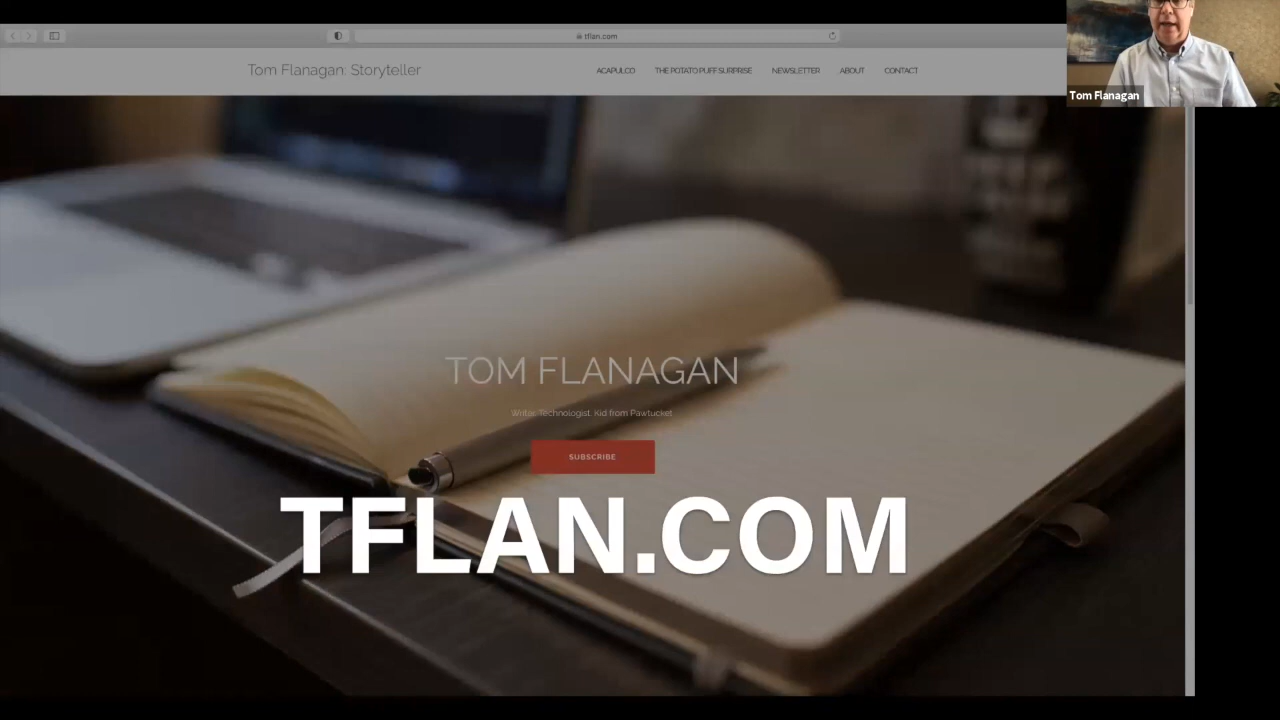 tflan.com
Tom Flanagan: Storyteller
ACAPULCO THE POTATO PUFF SURPRISE NEWSLETTER ABOUT CONTACT
Tom Flanagan
TOM FLANAGAN
Writer, Technologist, Kid from Pawtucket
SUBSCRIBE
TFLAN.COM